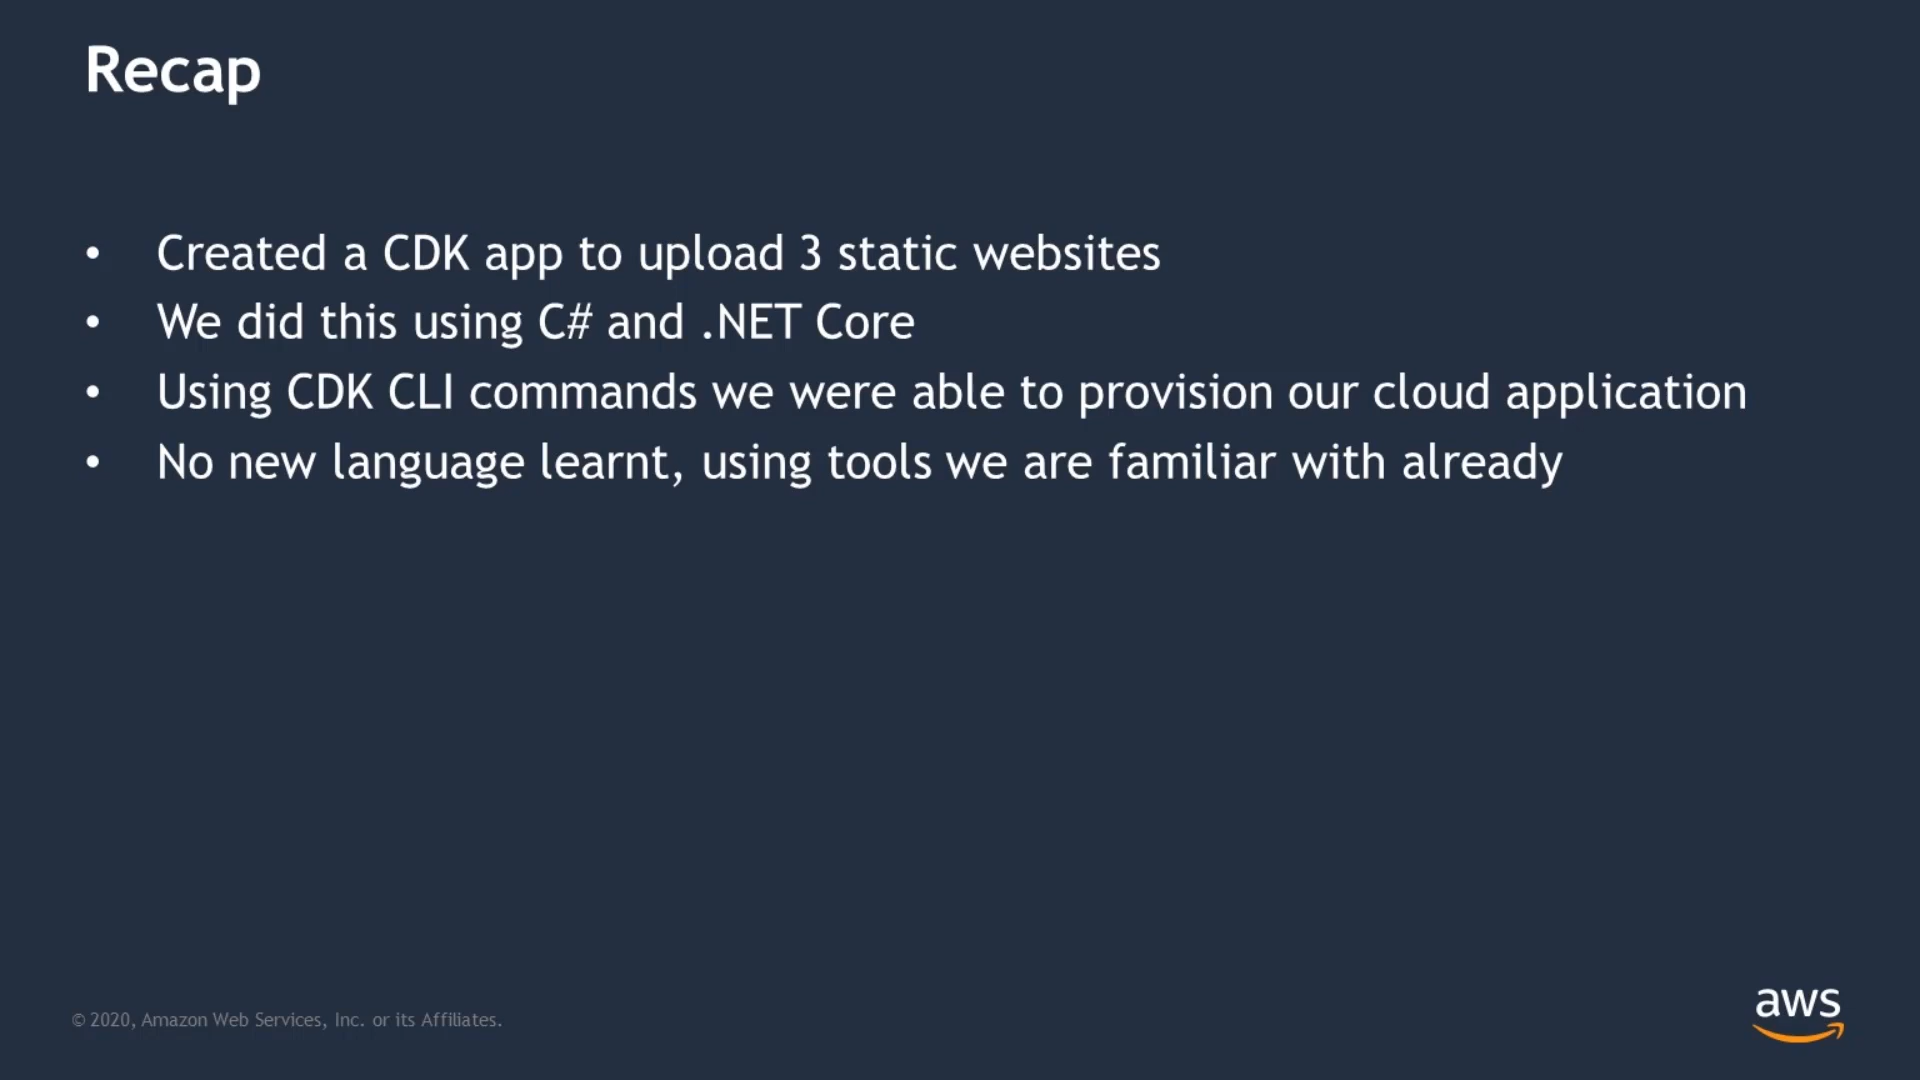 Recap
• Created a CDK app to upload 3 static websites
• We did this using C# and .NET Core
• Using CDK CLI commands we were able to provision our cloud application
• No new language learnt, using tools we are familiar with already
© 2020, Amazon Web Services, Inc. or its Affiliates.
aws